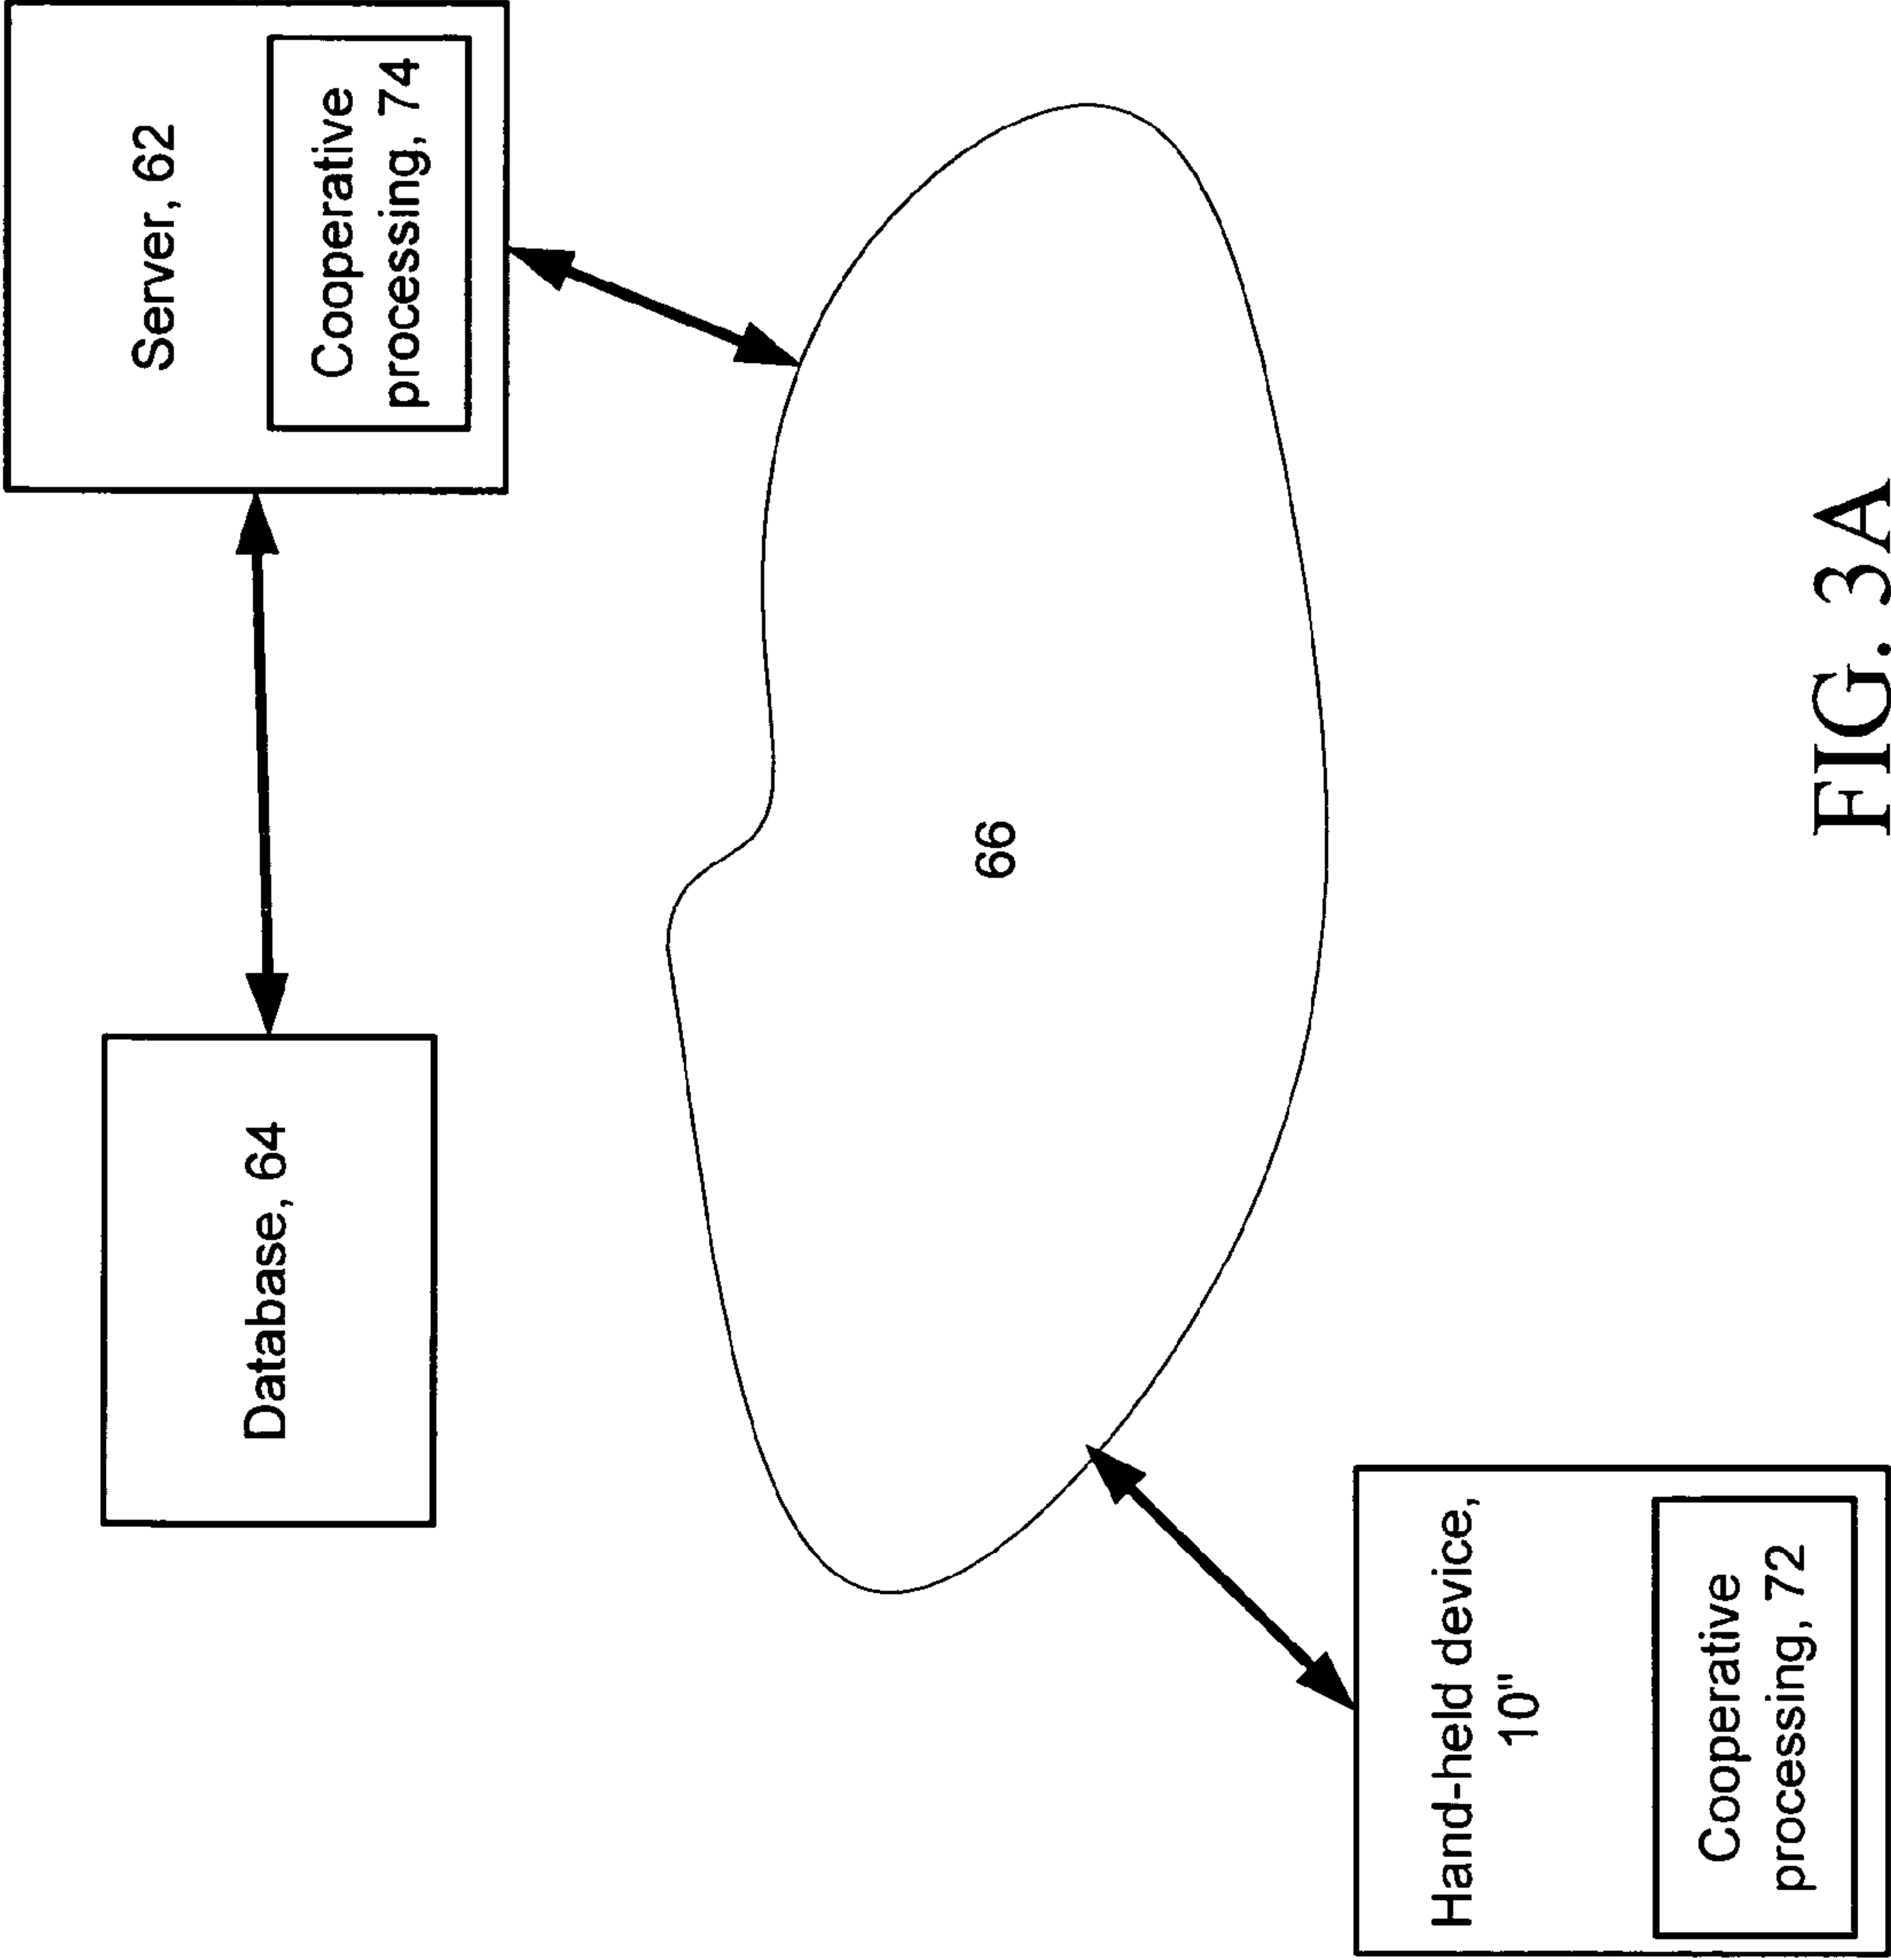 Database, 64
Server, 62
Cooperative
processing, 74
66
Hand-held device,
10"
Cooperative
processing, 72
FIG. 3A